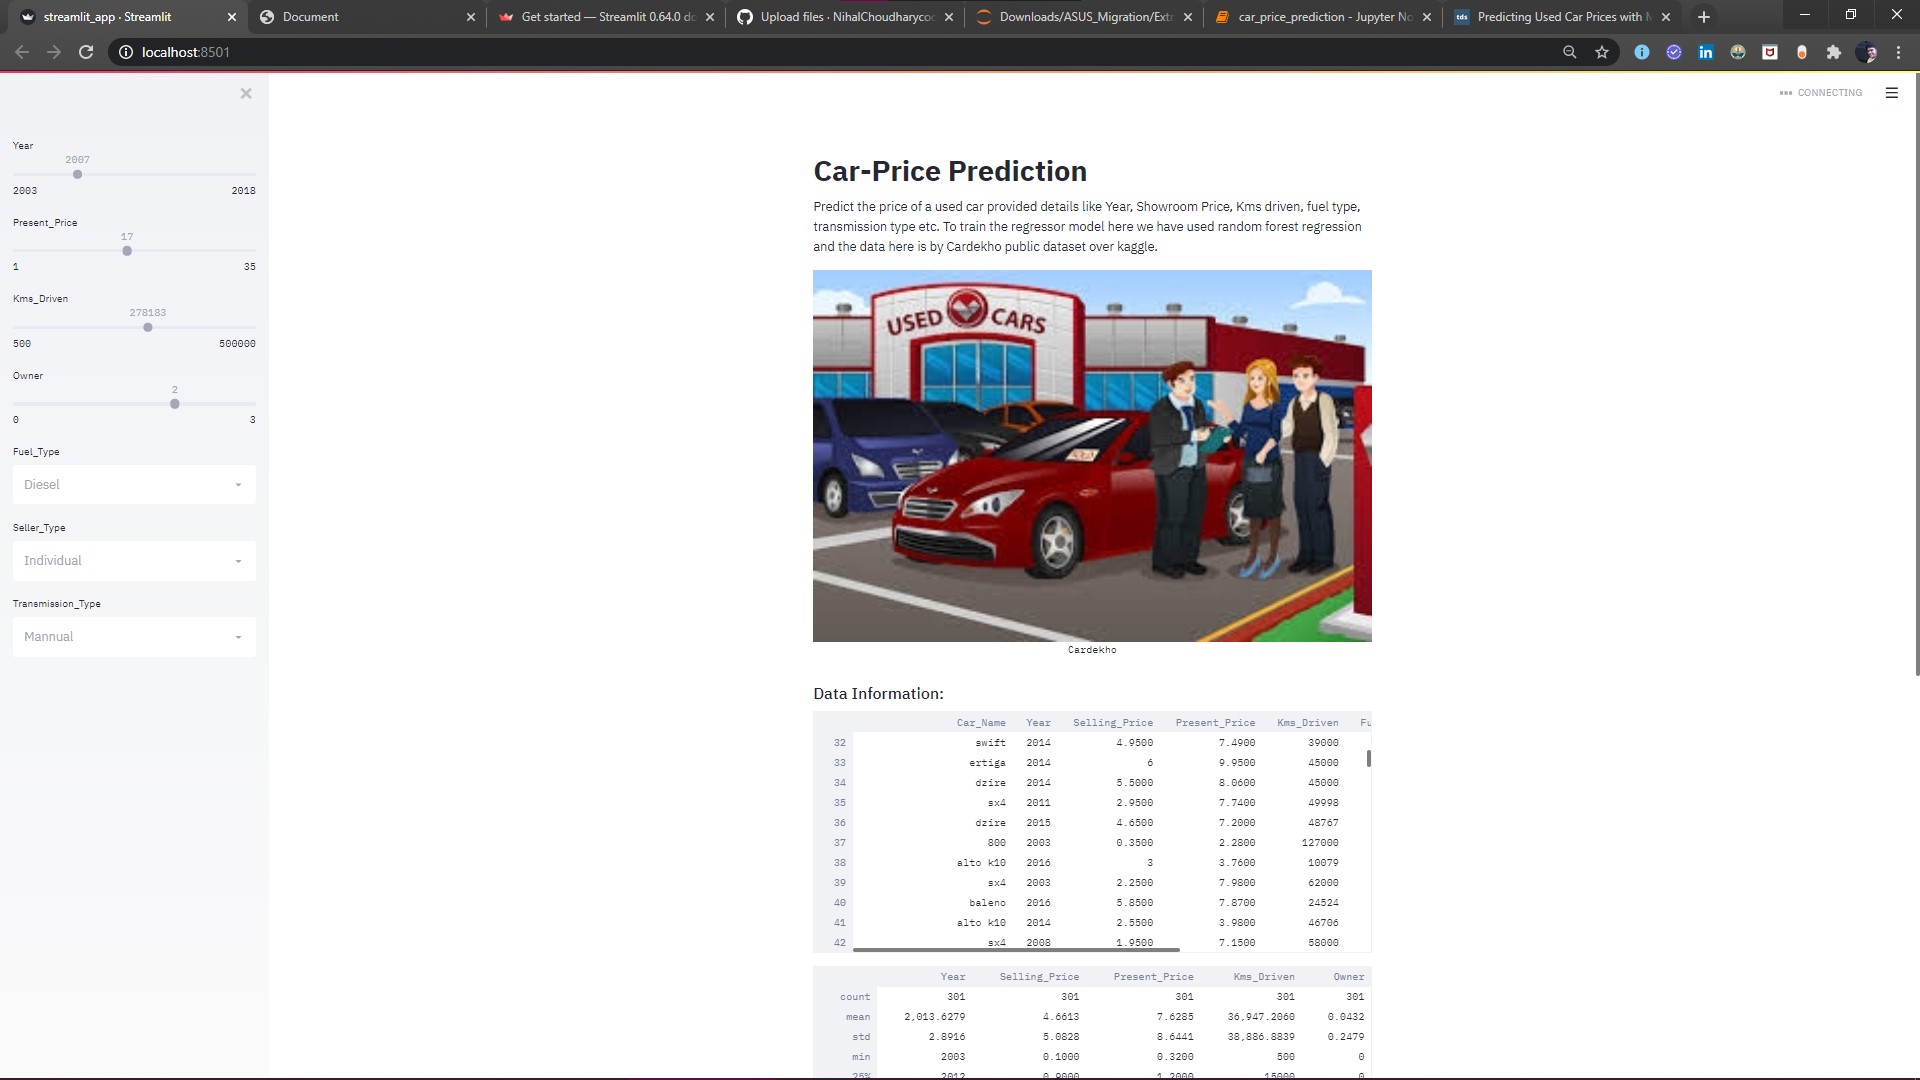 streamlit_app · Streamlit
Document
Get started — Streamlit 0.64.0 do
Upload files · NihalChoudharyco
Downloads/ASUS_Migration/Extr
car_price_prediction - Jupyter No
Predicting Used Car Prices with M
localhost:8501
CONNECTING
Year
2007
2003 2018
Present_Price
17
1 35
Kms_Driven
278183
500 500000
Owner
2
0 3
Fuel_Type
Diesel
Seller_Type
Individual
Transmission_Type
Mannual
Car-Price Prediction
Predict the price of a used car provided details like Year, Showroom Price, Kms driven, fuel type,
transmission type etc. To train the regressor model here we have used random forest regression
and the data here is by Cardekho public dataset over kaggle.
USED CARS
Cardekho
Data Information:
Car_Name Year Selling_Price Present_Price Kms_Driven Fu
32 swift 2014 4.9500 7.4900 39000
33 ertiga 2014 6 9.9500 45000
34 dzire 2014 5.5000 8.0600 45000
35 sx4 2011 2.9500 7.7400 49998
36 dzire 2015 4.6500 7.2000 48767
37 800 2003 0.3500 2.2800 127000
38 alto k10 2016 3 3.7600 10079
39 sx4 2003 2.2500 7.9800 62000
40 baleno 2016 5.8500 7.8700 24524
41 alto k10 2014 2.5500 3.9800 46706
42 sx4 2008 1.9500 7.1500 58000
Year Selling_Price Present_Price Kms_Driven Owner
count 301 301 301 301 301
mean 2,013.6279 4.6613 7.6285 36,947.2060 0.0432
std 2.8916 5.0828 8.6441 38,886.8839 0.2479
min 2003 0.1000 0.3200 500 0
25% 2012 0.9000 1.2000 15000 0